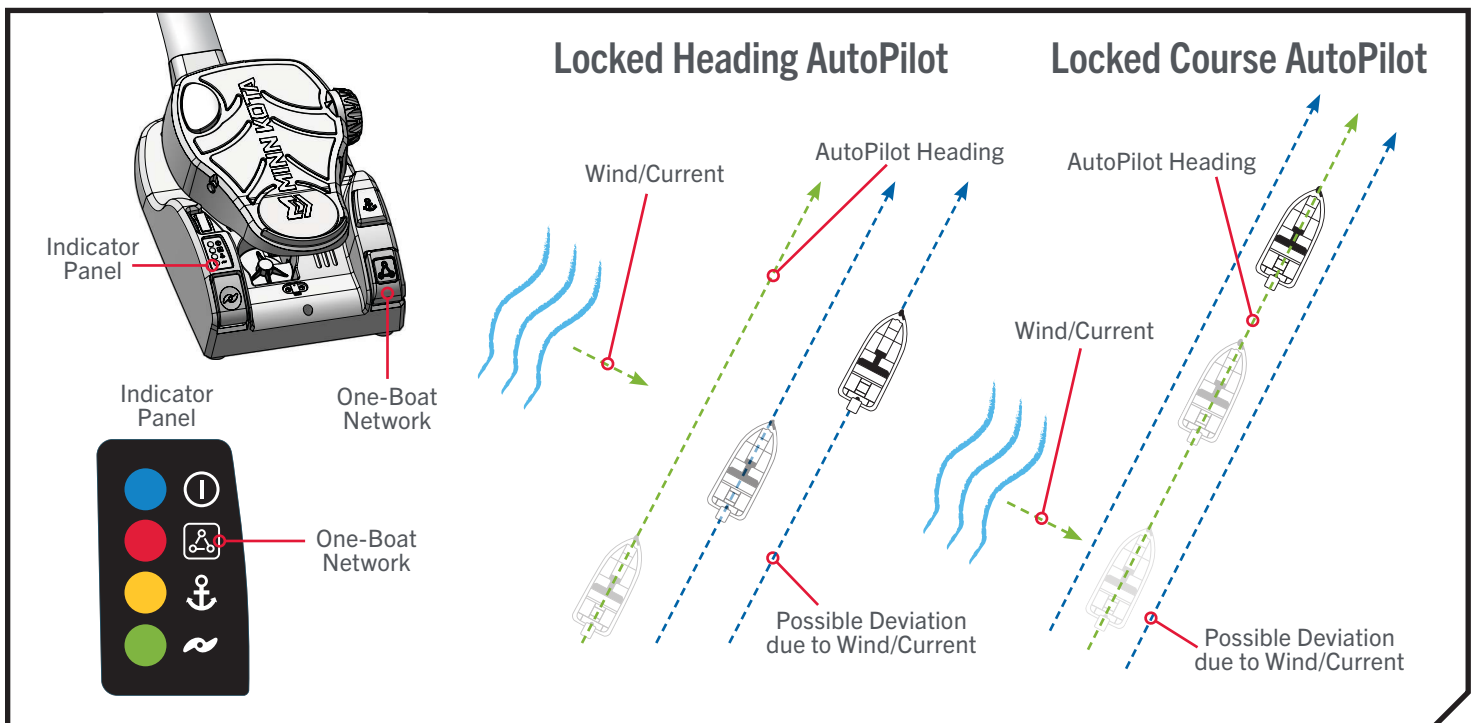 MINN KOTA
Indicator
Panel
One-Boat
Network
Indicator
Panel
One-Boat
Network
Locked Heading AutoPilot
Wind/Current
AutoPilot Heading
Possible Deviation
due to Wind/Current
Locked Course AutoPilot
AutoPilot Heading
Wind/Current
Possible Deviation
due to Wind/Current